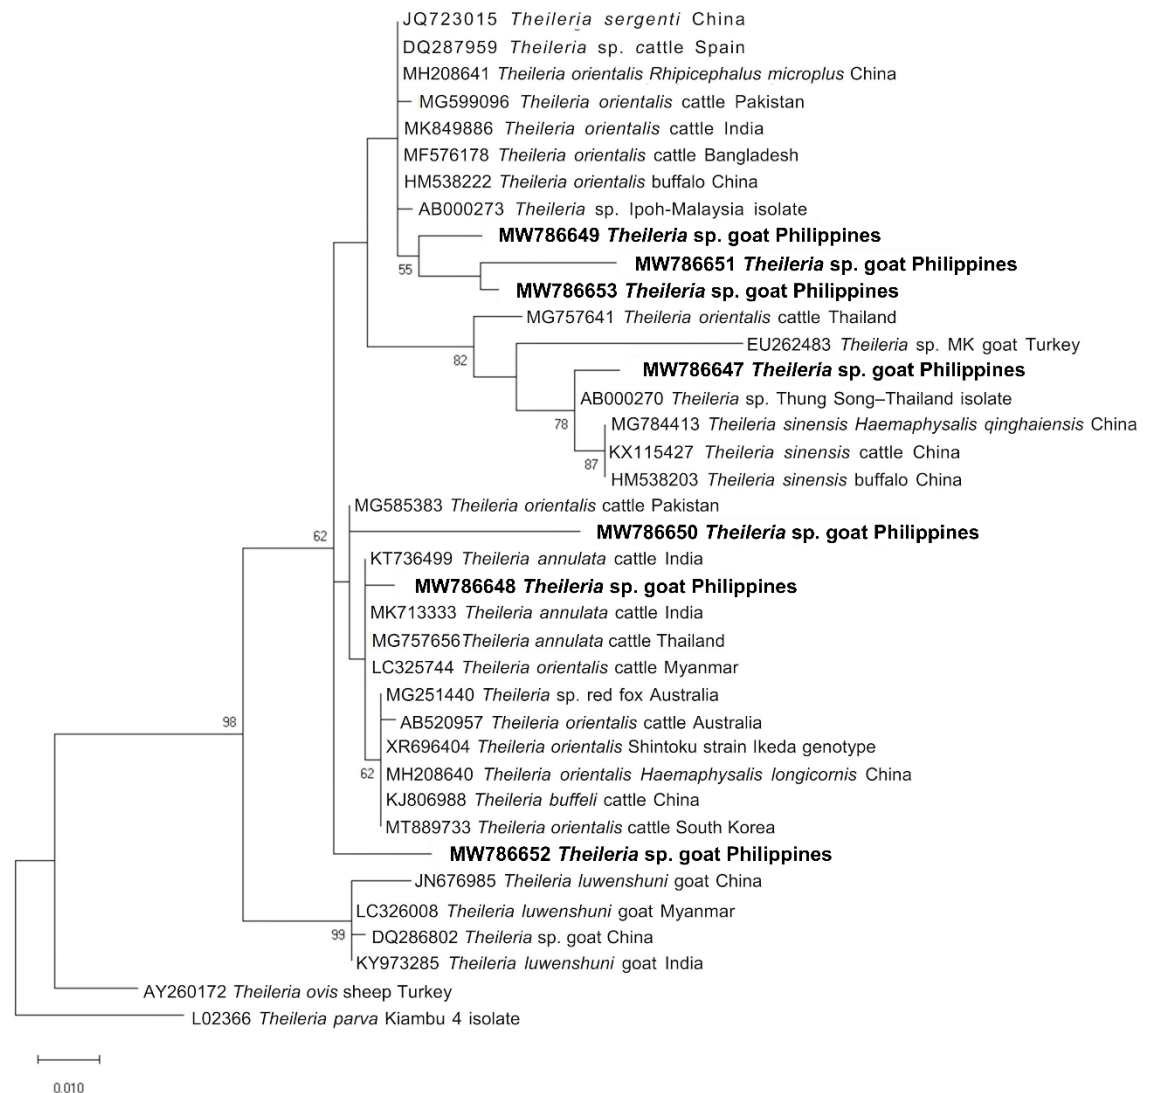 JQ723015 Theileria sergenti China
DQ287959 Theileria sp. cattle Spain
MH208641 Theileria orientalis Rhipicephalus microplus China
MG599096 Theileria orientalis cattle Pakistan
MK849886 Theileria orientalis cattle India
MF576178 Theileria orientalis cattle Bangladesh
HM538222 Theileria orientalis buffalo China
AB000273 Theileria sp. Ipoh-Malaysia isolate
MW786649 Theileria sp. goat Philippines
55
MW786651 Theileria sp. goat Philippines
MW786653 Theileria sp. goat Philippines
MG757641 Theileria orientalis cattle Thailand
82
EU262483 Theileria sp. MK goat Turkey
MW786647 Theileria sp. goat Philippines
AB000270 Theileria sp. Thung Song–Thailand isolate
78
MG784413 Theileria sinensis Haemaphysalis qinghaiensis China
KX115427 Theileria sinensis cattle China
87
HM538203 Theileria sinensis buffalo China
MG585383 Theileria orientalis cattle Pakistan
62
MW786650 Theileria sp. goat Philippines
KT736499 Theileria annulata cattle India
MW786648 Theileria sp. goat Philippines
MK713333 Theileria annulata cattle India
MG757656Theileria annulata cattle Thailand
LC325744 Theileria orientalis cattle Myanmar
MG251440 Theileria sp. red fox Australia
98
AB520957 Theileria orientalis cattle Australia
XR696404 Theileria orientalis Shintoku strain Ikeda genotype
62
MH208640 Theileria orientalis Haemaphysalis longicornis China
KJ806988 Theileria buffeli cattle China
MT889733 Theileria orientalis cattle South Korea
MW786652 Theileria sp. goat Philippines
JN676985 Theileria luwenshuni goat China
LC326008 Theileria luwenshuni goat Myanmar
99
DQ286802 Theileria sp. goat China
KY973285 Theileria luwenshuni goat India
AY260172 Theileria ovis sheep Turkey
L02366 Theileria parva Kiambu 4 isolate
0.010